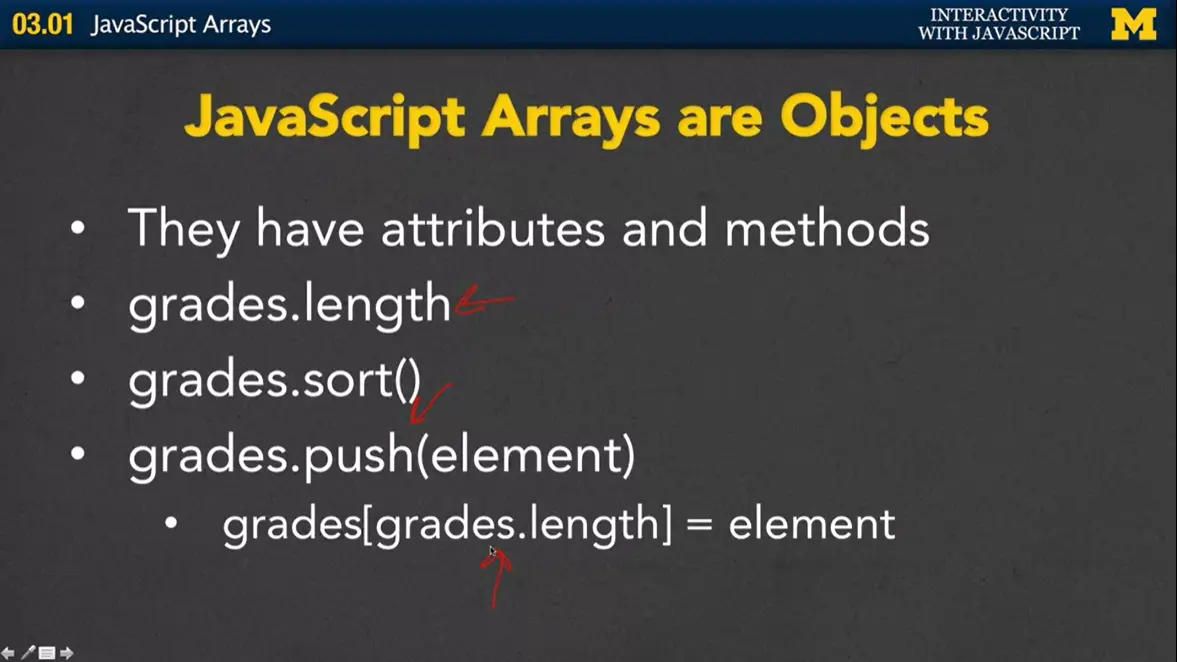 03.01 JavaScript Arrays
INTERACTIVITY
WITH JAVASCRIPT
M
JavaScript Arrays are Objects
• They have attributes and methods
• grades.length
• grades.sort()
• grades.push(element)
• grades[grades.length] = element